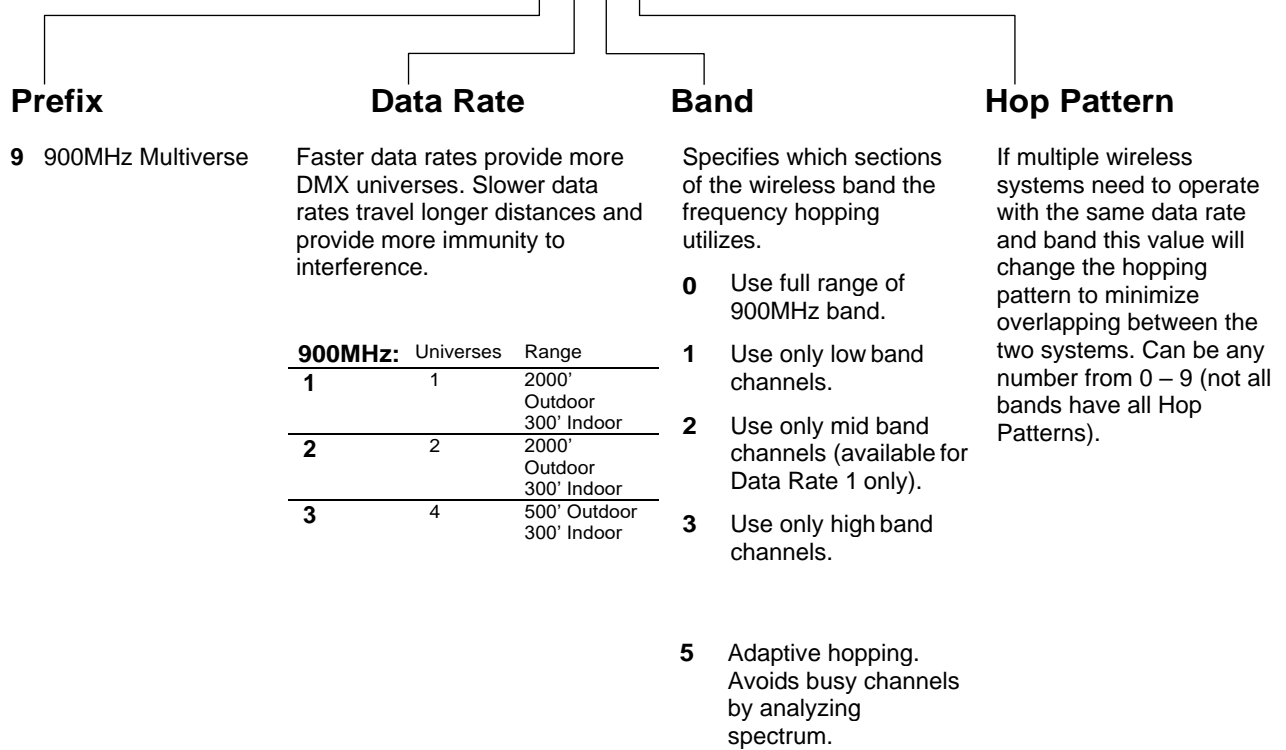 Prefix
9 900MHz Multiverse
Data Rate
Faster data rates provide more
DMX universes. Slower data
rates travel longer distances and
provide more immunity to
interference.
900MHz: Universes Range
1 1 2000’
Outdoor
300’ Indoor
2 2 2000’
Outdoor
300’ Indoor
3 4 500’ Outdoor
300’ Indoor
Band
Specifies which sections
of the wireless band the
frequency hopping
utilizes.
0 Use full range of
900MHz band.
1 Use only low band
channels.
2 Use only mid band
channels (available for
Data Rate 1 only).
3 Use only high band
channels.
5 Adaptive hopping.
Avoids busy channels
by analyzing
spectrum.
Hop Pattern
If multiple wireless
systems need to operate
with the same data rate
and band this value will
change the hopping
pattern to minimize
overlapping between the
two systems. Can be any
number from 0 – 9 (not all
bands have all Hop
Patterns).